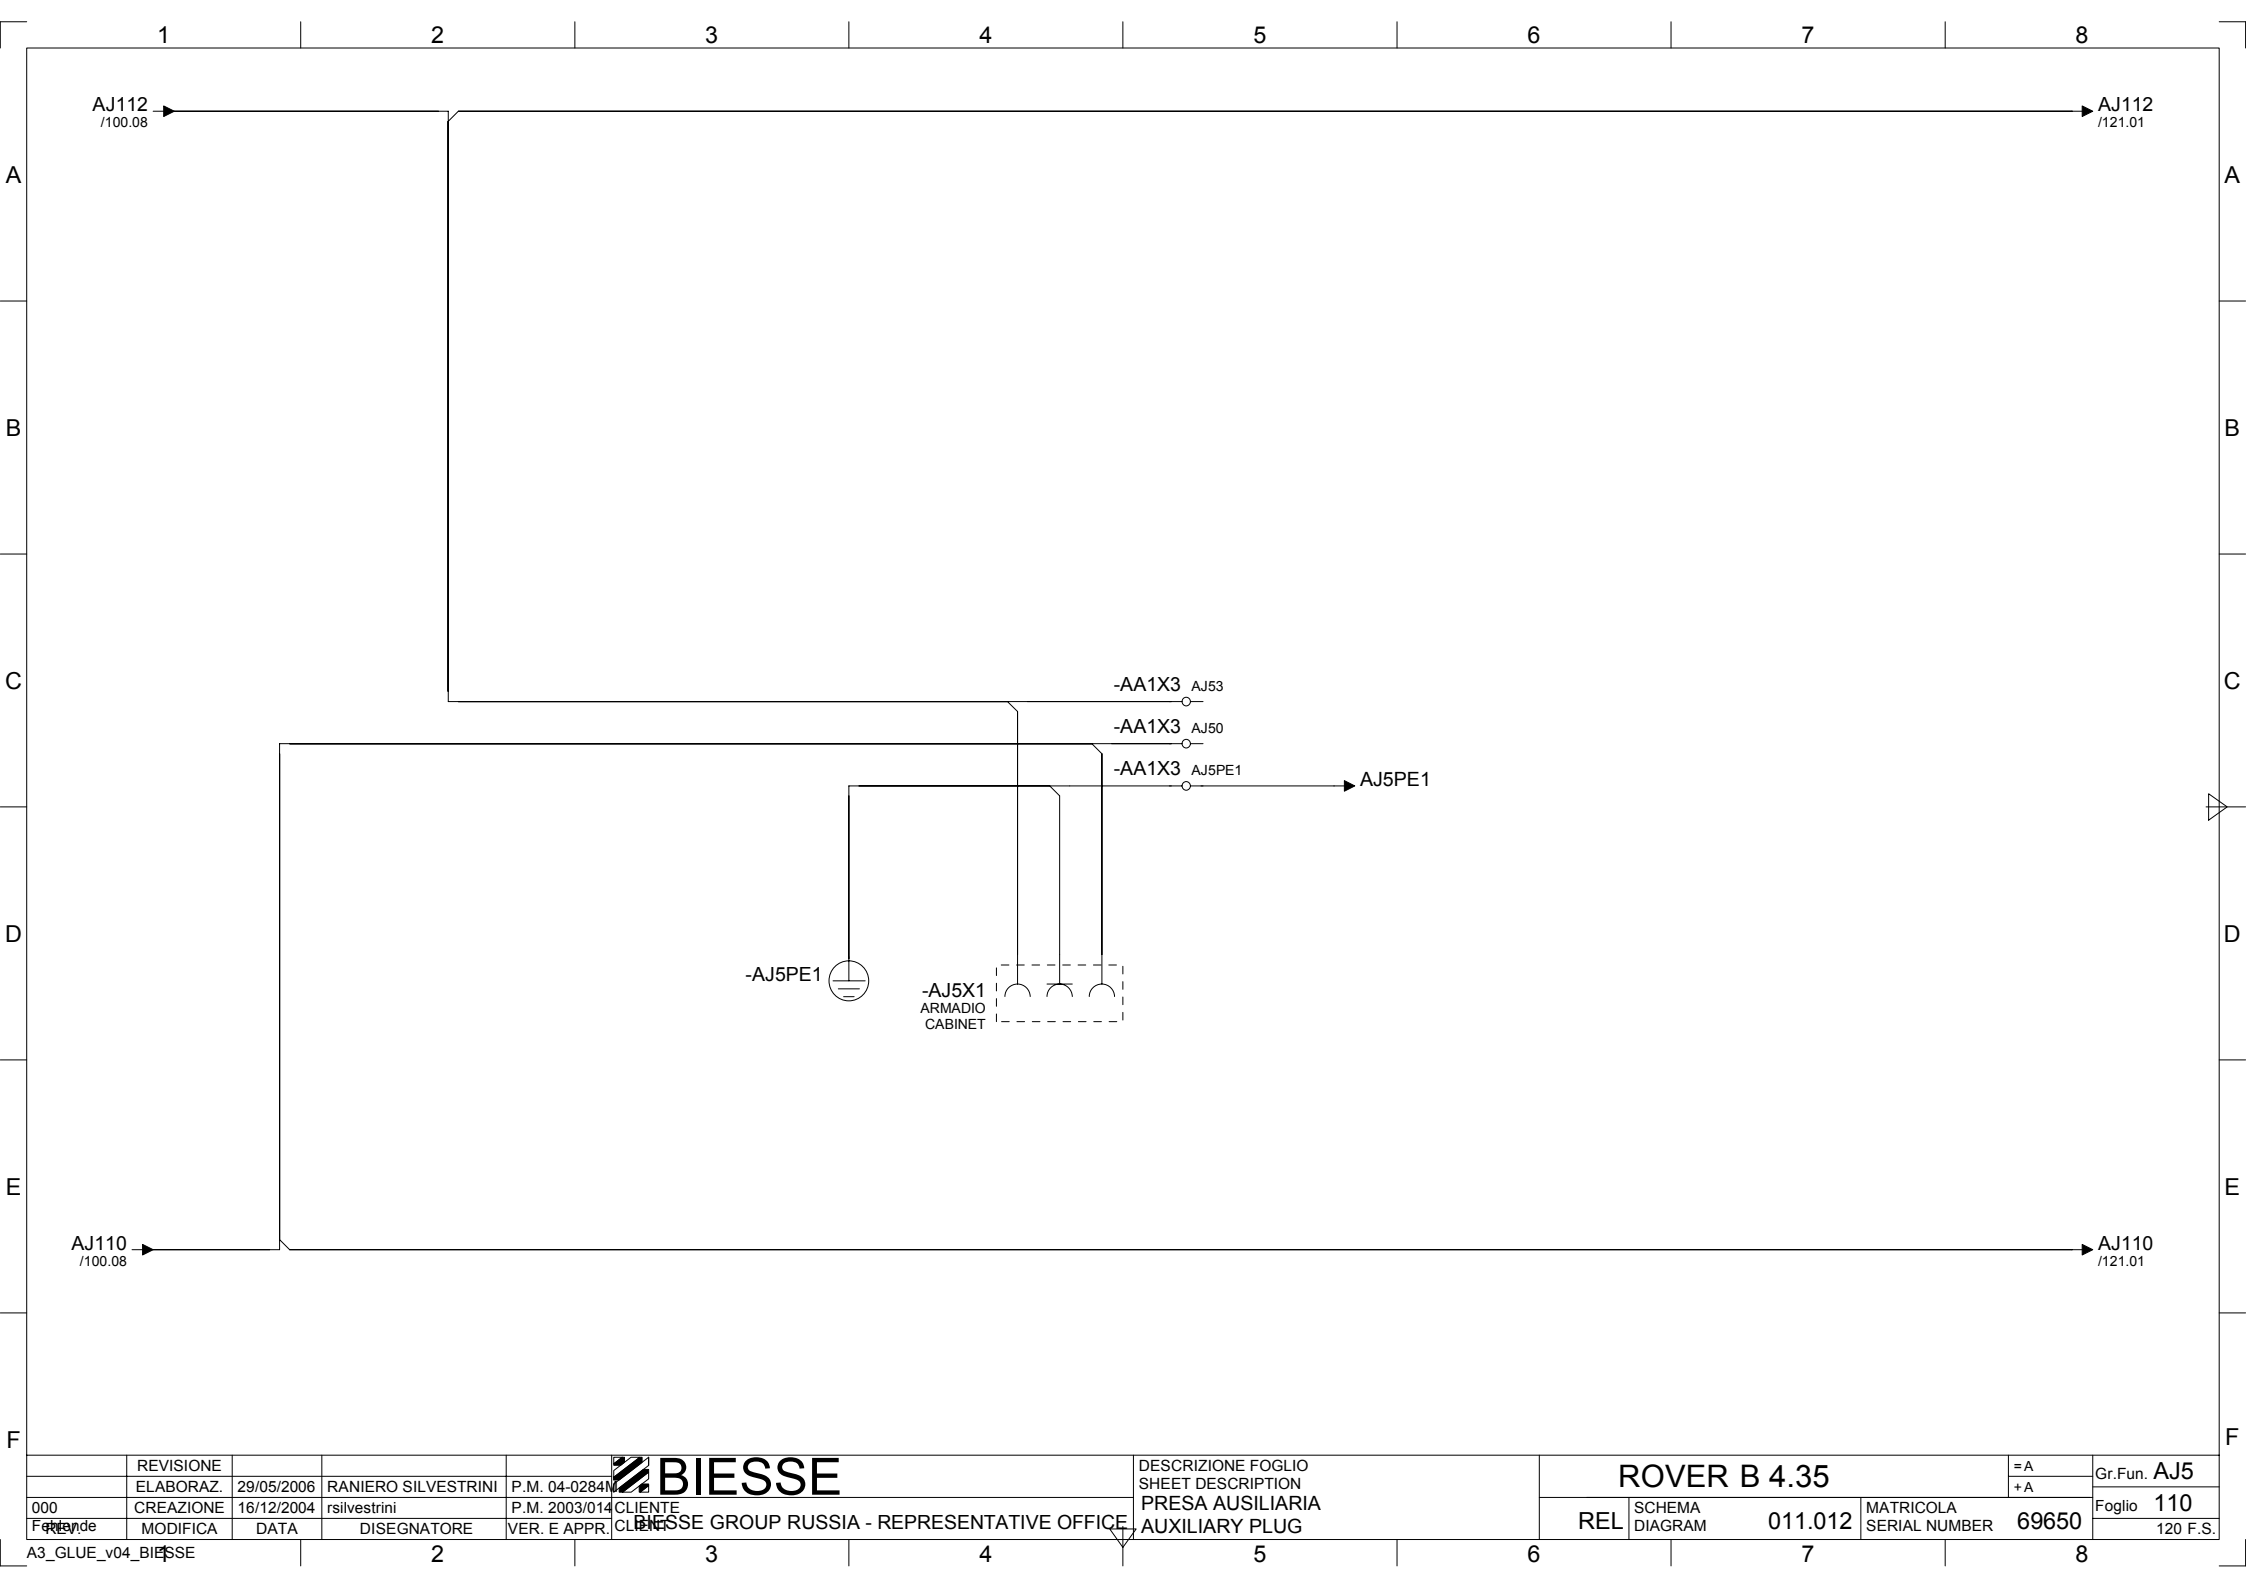 1 2 3 4 5 6 7 8
AJ112 AJ112
/100.08 /121.01
A A
B B
C C
-AA1X3 AJ53
-AA1X3 AJ50
-AA1X3 AJ5PE1
AJ5PE1
D D
-AJ5PE1
-AJ5X1
ARMADIO
CABINET
E E
AJ110 AJ110
/100.08 /121.01
F F
REVISIONE
ELABORAZ. 29/05/2006 RANIERO SILVESTRINI P.M. 04-0284M
000 CREAZIONE 16/12/2004 rsilvestrini P.M. 2003/014
Fehlende REV. MODIFICA DATA DISEGNATORE VER. E APPR.
BIESSE
CLIENTE
CLIENT
BIESSE GROUP RUSSIA - REPRESENTATIVE OFFICE
DESCRIZIONE FOGLIO
SHEET DESCRIPTION
PRESA AUSILIARIA
AUXILIARY PLUG
ROVER B 4.35
REL SCHEMA
DIAGRAM 011.012
MATRICOLA
SERIAL NUMBER 69650
=A
+A
Gr.Fun. AJ5
Foglio 110
120 F.S.
A3_GLUE_v04_BIESSE
1 2 3 4 5 6 7 8